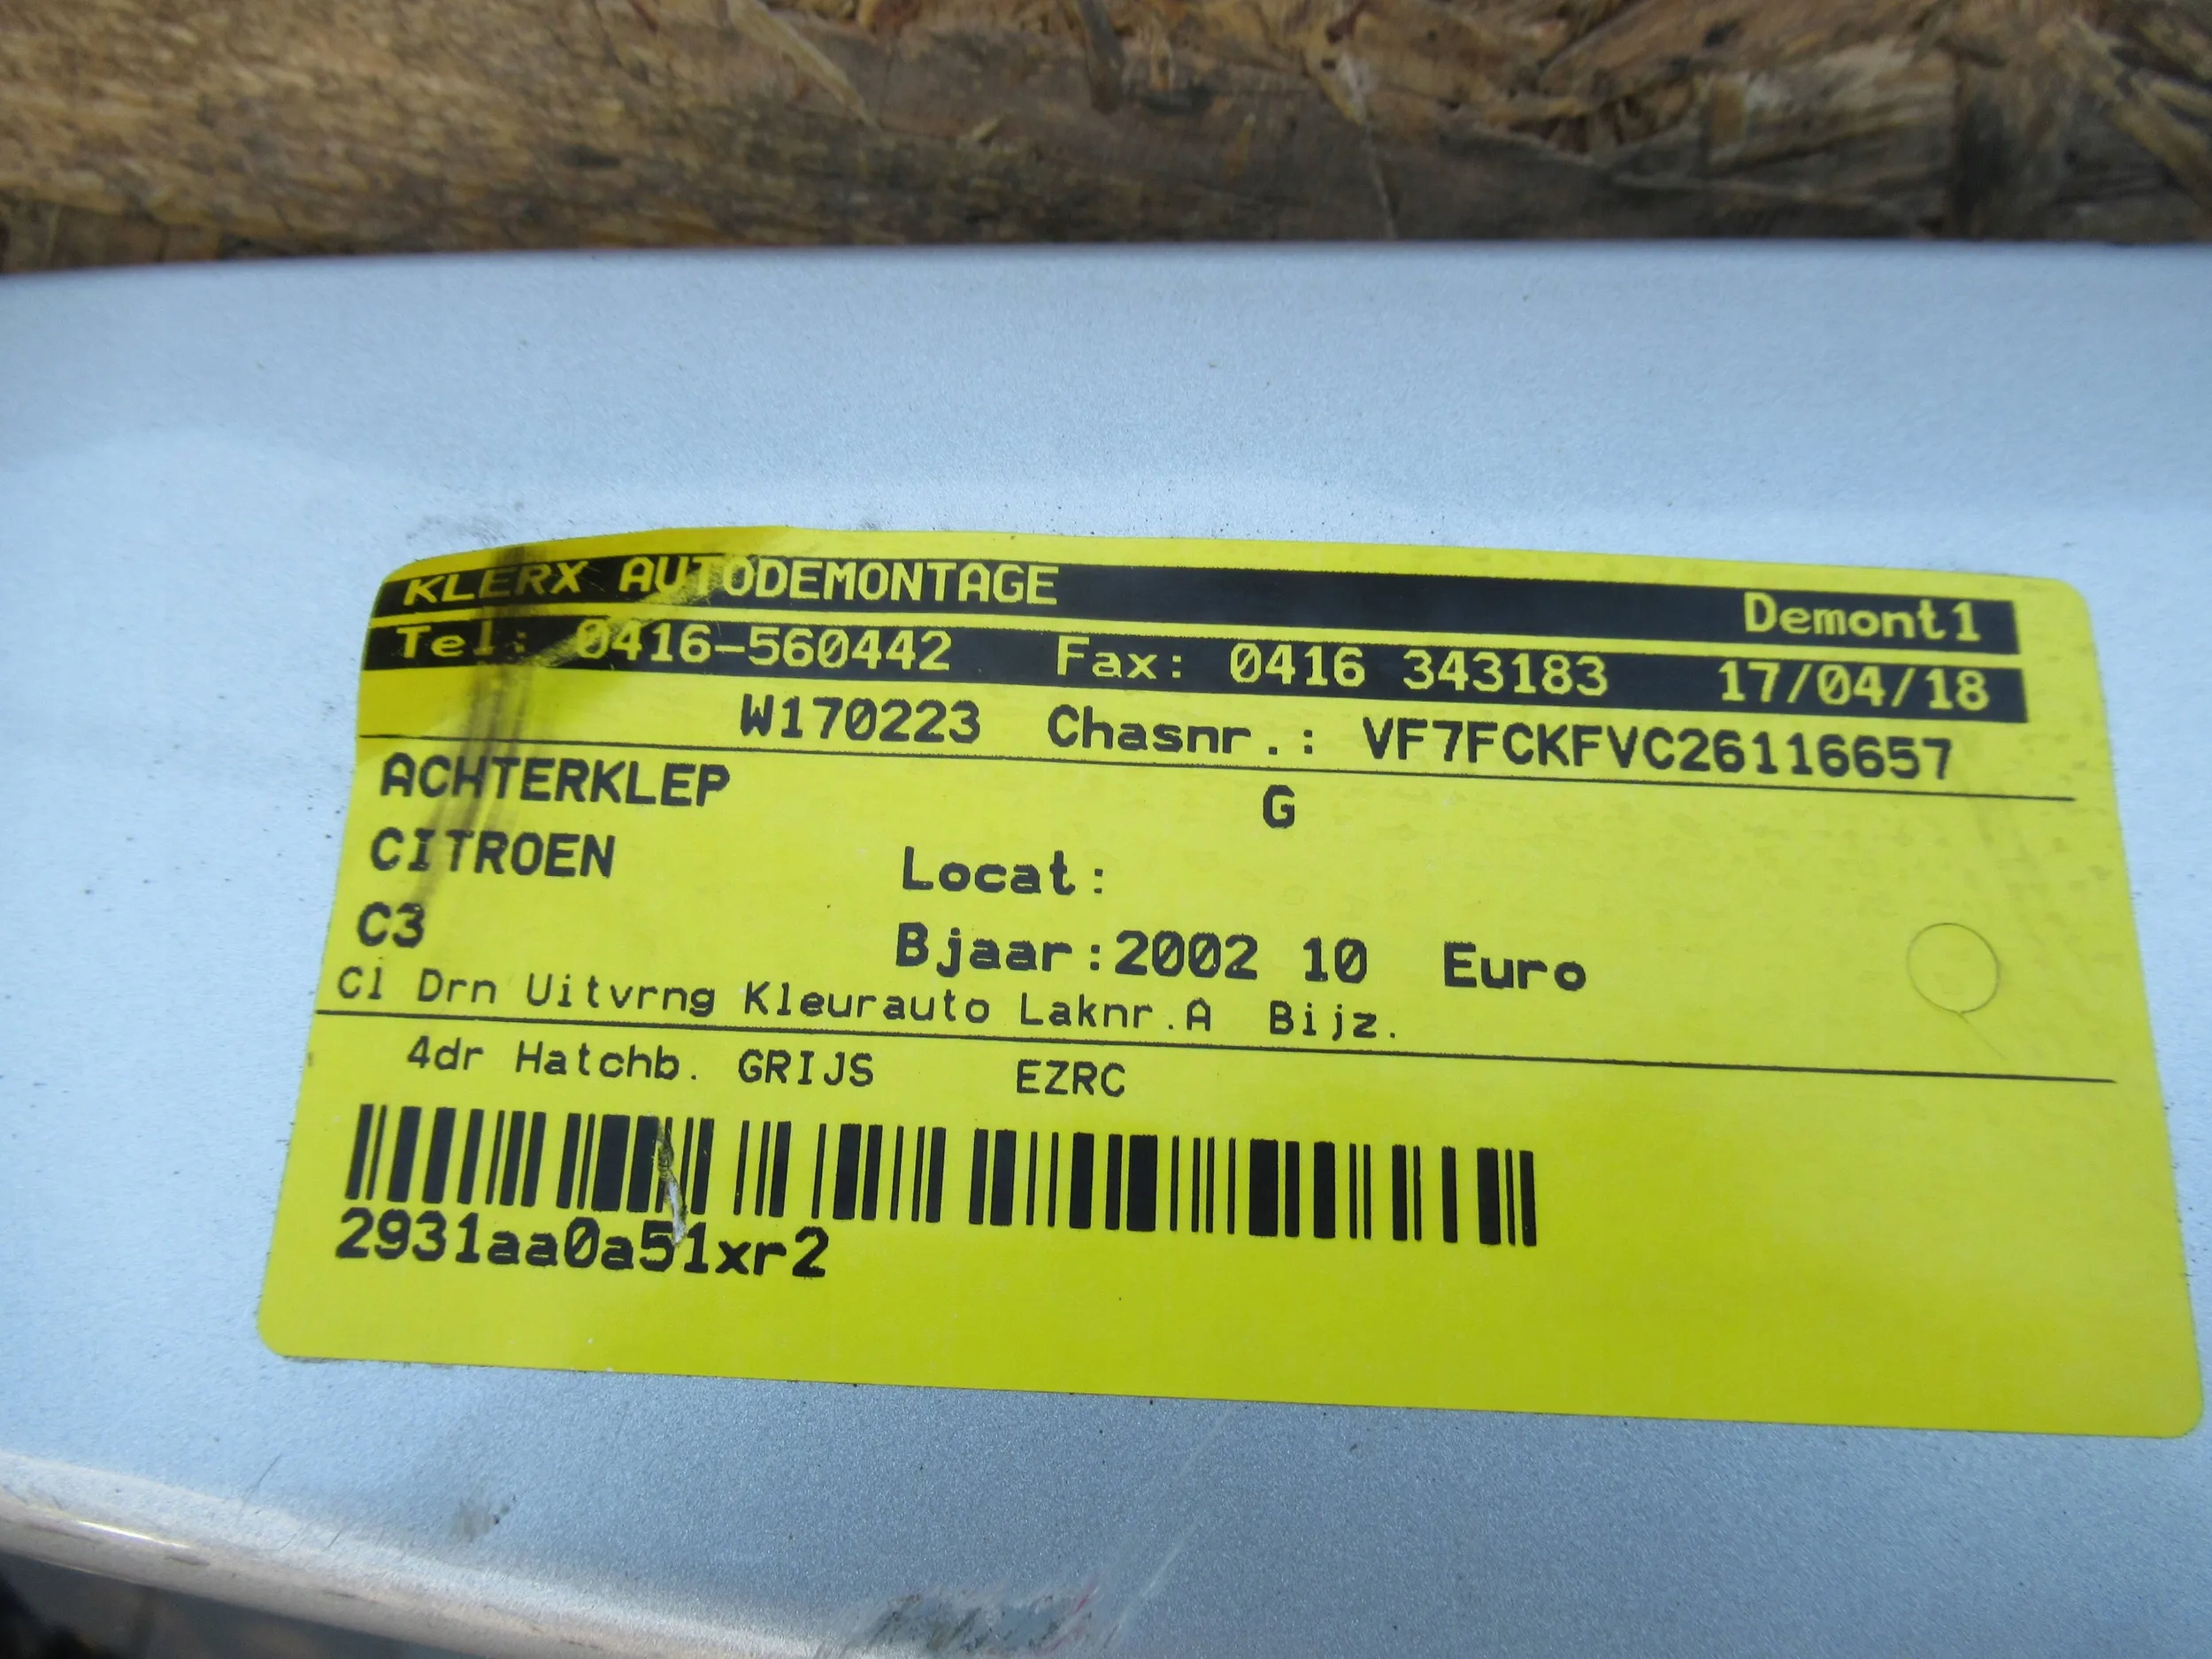 KLERX AUTODEMONTAGE Demont1
Tel: 0416-560442 Fax: 0416 343183 17/04/18
W170223 Chasnr.: VF7FCKFVC26116657
ACHTERKLEP G
CITROEN Locat:
C3 Bjaar:2002 10 Euro
Cl Drn Uitvrng Kleurauto Laknr.A Bijz.
4dr Hatchb. GRIJS EZRC
2931aa0a51xr2